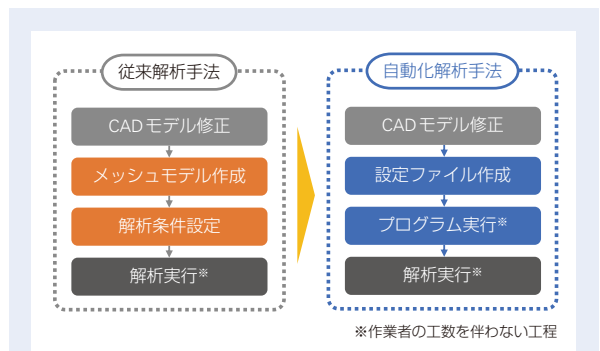 従来解析手法
CADモデル修正
メッシュモデル作成
解析条件設定
解析実行※
自動化解析手法
CADモデル修正
設定ファイル作成
プログラム実行※
解析実行※
※作業者の工数を伴わない工程